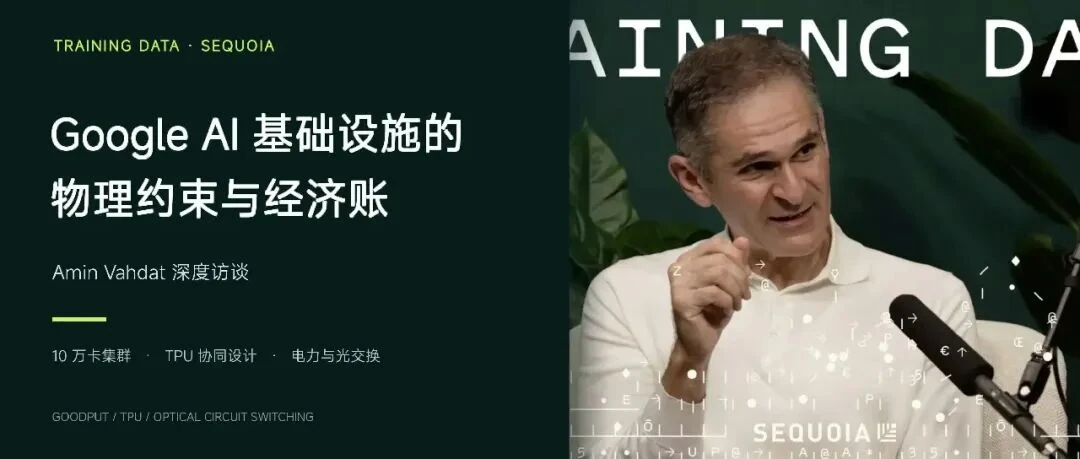 TRAINING DATA · SEQUOIA
Google AI 基础设施的
物理约束与经济账
Amin Vahdat 深度访谈
10 万卡集群 · TPU 协同设计 · 电力与光交换
GOODPUT / TPU / OPTICAL CIRCUIT SWITCHING
AINING DA
SEQUOIA